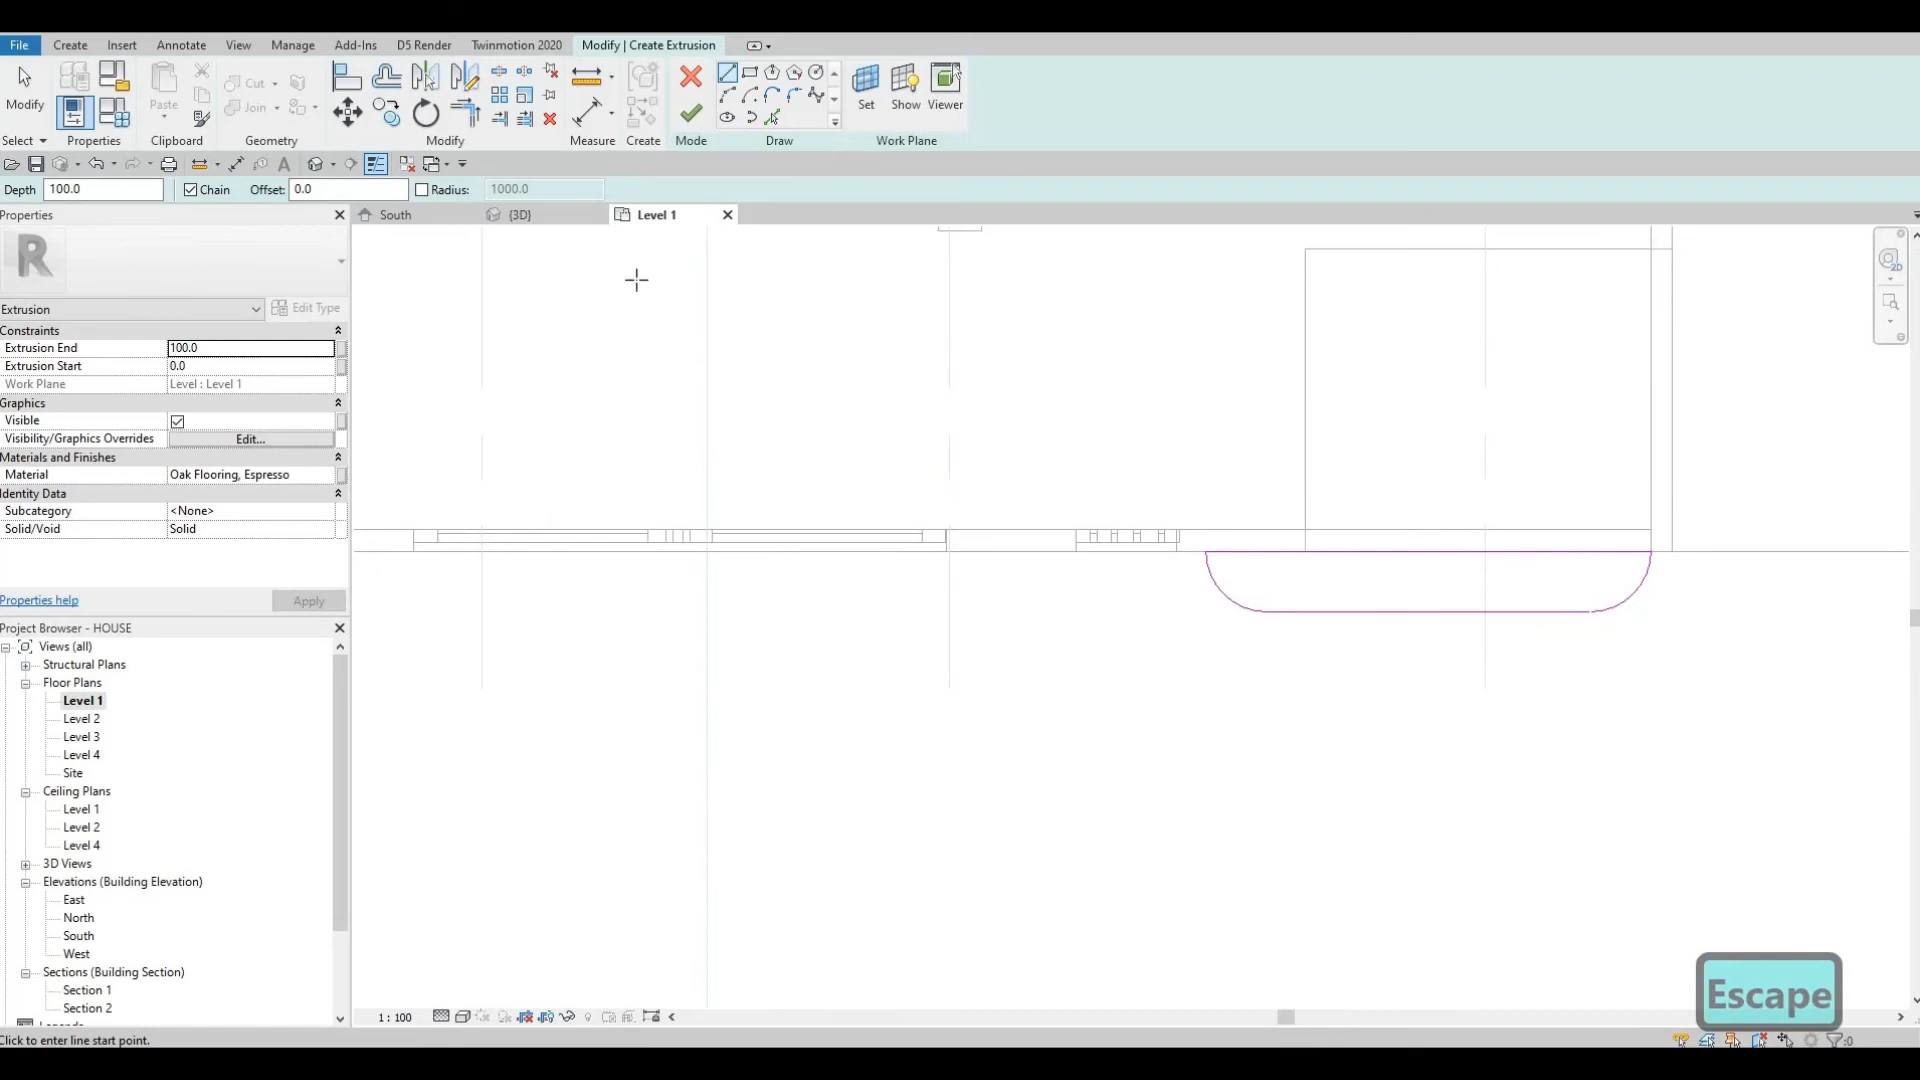 File Create Insert Annotate View Manage Add-Ins D5 Render Twinmotion 2020 Modify | Create Extrusion
Modify Paste Cut Join Set Show Viewer
Select Properties Clipboard Geometry Modify Measure Create Mode Draw Work Plane
Depth 100.0 Chain Offset: 0.0 Radius: 1000.0
Properties
South {3D} Level 1
R
Extrusion Edit Type
Constraints
Extrusion End 100.0
Extrusion Start 0.0
Work Plane Level : Level 1
Graphics
Visible
Visibility/Graphics Overrides Edit...
Materials and Finishes
Material Oak Flooring, Espresso
Identity Data
Subcategory <None>
Solid/Void Solid
Properties help Apply
Project Browser - HOUSE
Views (all)
Structural Plans
Floor Plans
Level 1
Level 2
Level 3
Level 4
Site
Ceiling Plans
Level 1
Level 2
Level 4
3D Views
Elevations (Building Elevation)
East
North
South
West
Sections (Building Section)
Section 1
Section 2
2D
Escape
1 : 100
Click to enter line start point.
:0